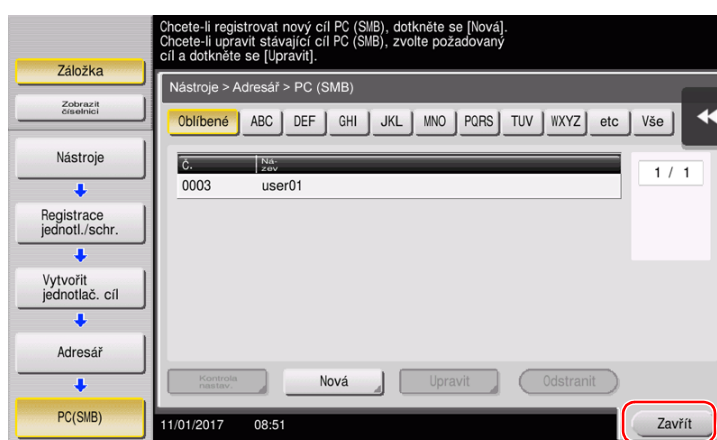 Chcete-li registrovat nový cíl PC (SMB), dotkněte se [Nová].
Chcete-li upravit stávající cíl PC (SMB), zvolte požadovaný
cíl a dotkněte se [Upravit].
Záložka
Zobrazit
číselníci
Nástroje
Registrace
jednotl./schr.
Vytvořit
jednotlač. cíl
Adresář
PC(SMB)
Nástroje > Adresář > PC (SMB)
Oblíbené ABC DEF GHI JKL MNO PQRS TUV WXYZ etc Vše
Č. Ná-
zev
0003 user01
1 / 1
Kontrola
nastav.
Nová Upravit Odstranit
11/01/2017 08:51
Zavřít